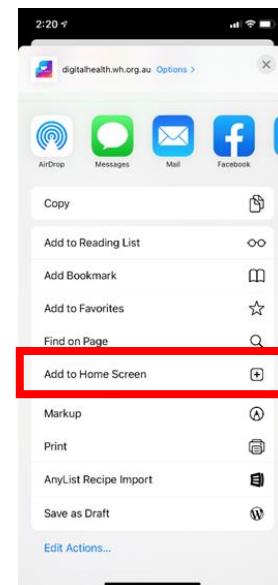 2:20
digitalhealth.wh.org.au Options >
AirDrop Messages Mail Facebook
Copy
Add to Reading List
Add Bookmark
Add to Favorites
Find on Page
Add to Home Screen
Markup
Print
AnyList Recipe Import
Save as Draft
Edit Actions...